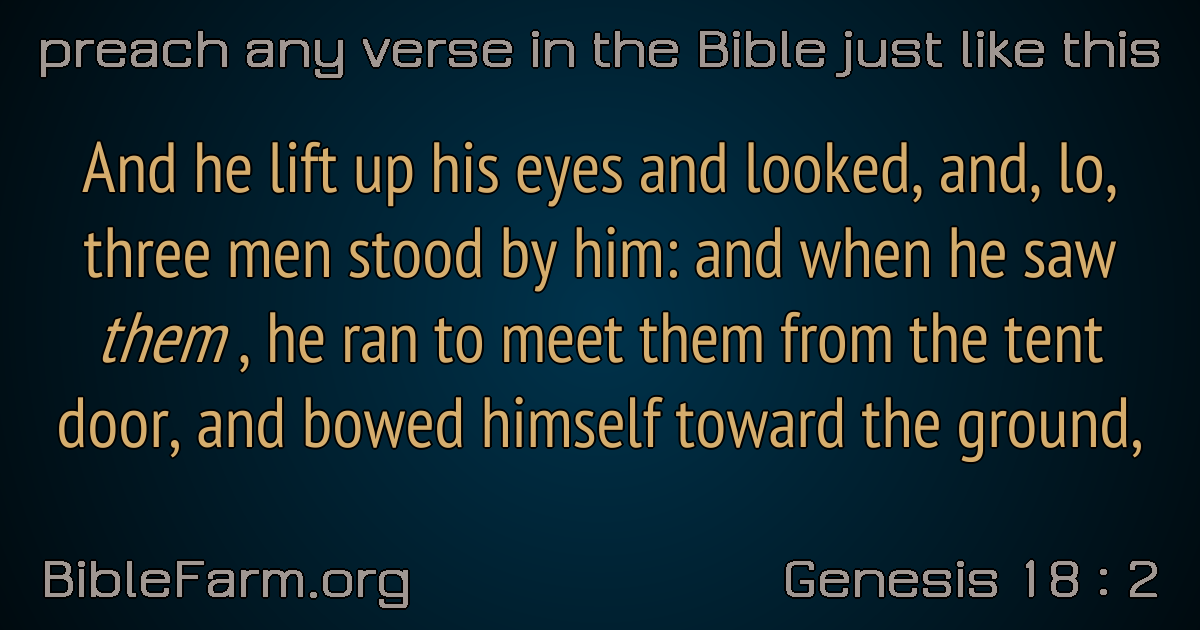 preach any verse in the Bible just like this
And he lift up his eyes and looked, and, lo,
three men stood by him: and when he saw
them , he ran to meet them from the tent
door, and bowed himself toward the ground,
BibleFarm.org
Genesis 18 : 2